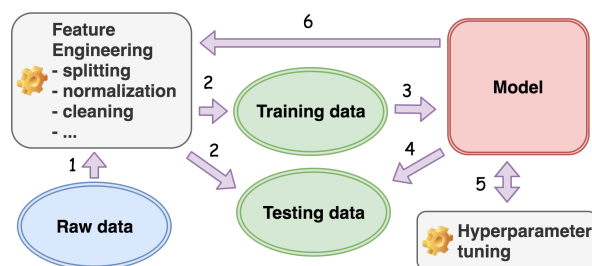 6
Feature
Engineering
- splitting
- normalization
- cleaning
- ...
2
Training data
3
Model
1
2
4
5
Raw data
Testing data
Hyperparameter
tuning